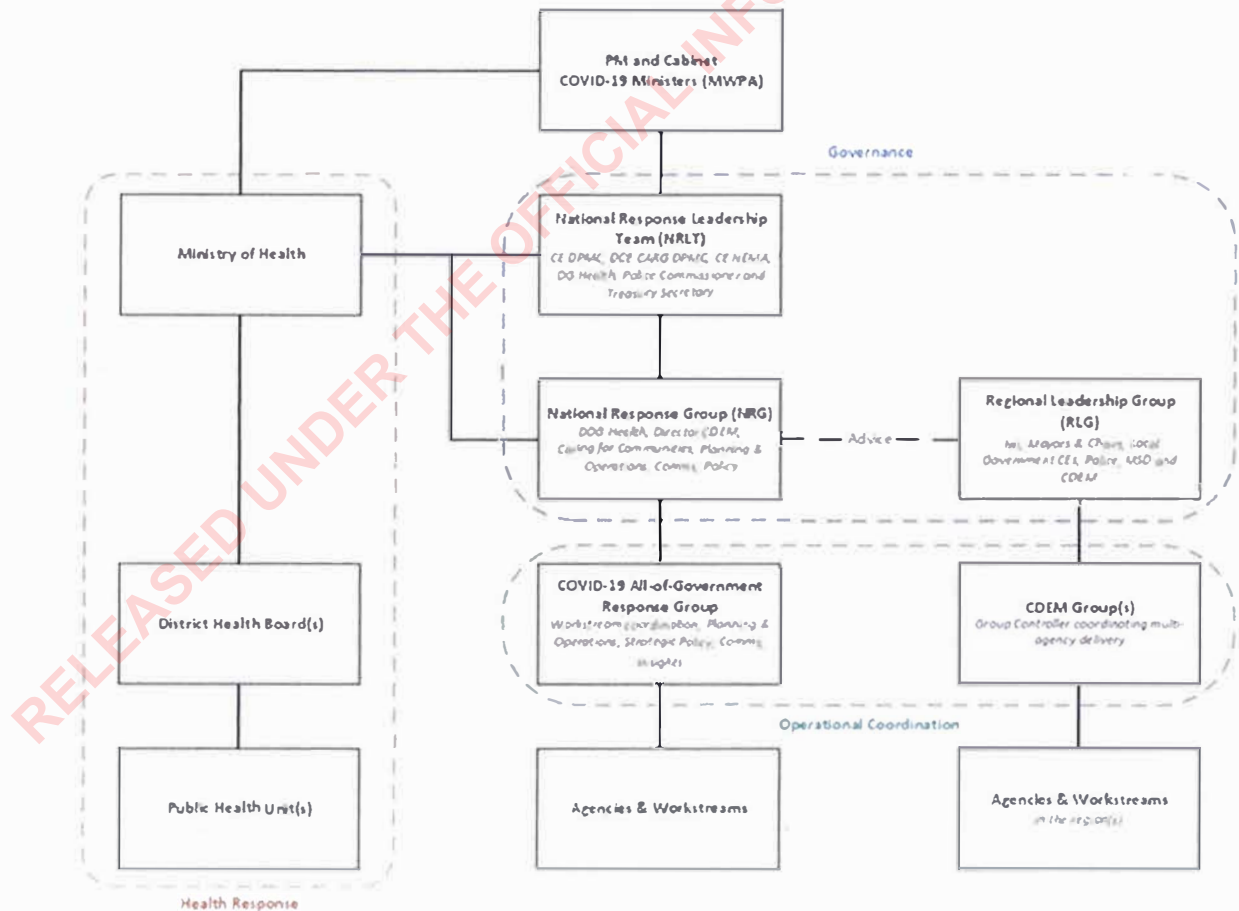 PM and Cabinet
COVID-19 Ministers (MWPA)
Governance
Ministry of Health
National Response Leadership
Team (NRLT)
CE DPMC, DCE CARG DPMC, CE NEMA,
DG Health, Police Commissioner and
Treasury Secretary
National Response Group (NRG)
DDG Health, Director CDEM,
Caring for Communities, Planning &
Operations, Comms, Policy
Advice
Regional Leadership Group
(RLG)
Iwi, Mayors & Chairs, Local
Government CEs, Police, MSD and
CDEM
District Health Board(s)
COVID-19 All-of-Government
Response Group
Workstream coordination, Planning &
Operations, Strategic Policy, Comms,
Insights
CDEM Group(s)
Group Controller coordinating multi-
agency delivery
Operational Coordination
Public Health Unit(s)
Agencies & Workstreams
Agencies & Workstreams
in the region(s)
Health Response
RELEASED UNDER THE OFFICIAL